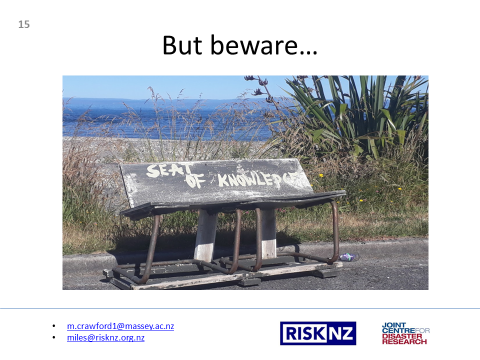 15
But beware…
SEAT
OF KNOWLEDGE
• m.crawford1@massey.ac.nz
• miles@risknz.org.nz
RISKNZ
JOINT
CENTRE FOR
DISASTER
RESEARCH